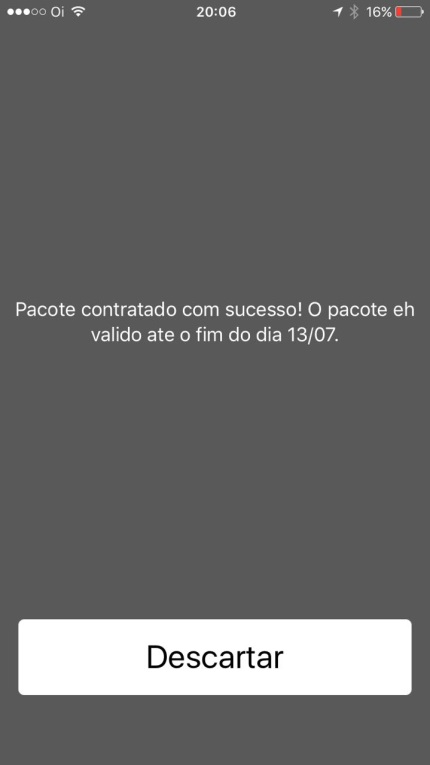 Oi 20:06 16%
Pacote contratado com sucesso! O pacote eh
valido ate o fim do dia 13/07.
Descartar